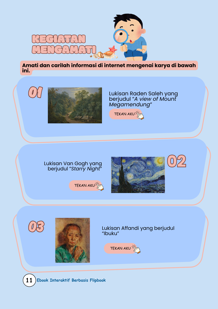 KEGIATAN
MENGAMATI
Amati dan carilah informasi di internet mengenai karya di bawah
ini.
01
Lukisan Raden Saleh yang
berjudul "A view of Mount
Megamendung"
TEKAN AKU
Lukisan Van Gogh yang
berjudul "Starry Night"
02
TEKAN AKU
03
Lukisan Affandi yang berjudul
"Ibuku"
TEKAN AKU
11 Ebook Interaktif Berbasis Flipbook